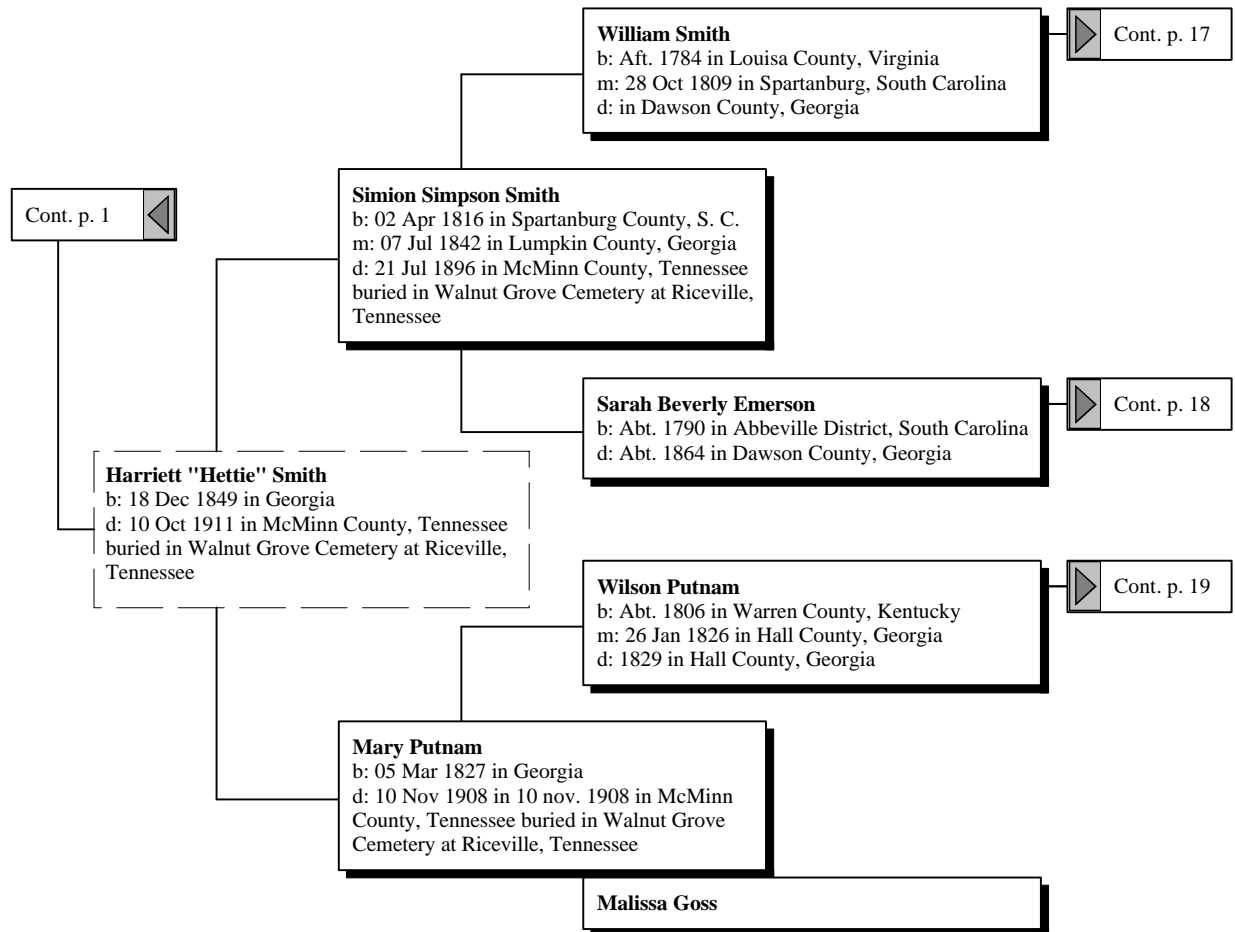 William Smith
b: Aft. 1784 in Louisa County, Virginia
m: 28 Oct 1809 in Spartanburg, South Carolina
d: in Dawson County, Georgia
Cont. p. 17
Simion Simpson Smith
b: 02 Apr 1816 in Spartanburg County, S. C.
m: 07 Jul 1842 in Lumpkin County, Georgia
d: 21 Jul 1896 in McMinn County, Tennessee
buried in Walnut Grove Cemetery at Riceville,
Tennessee
Cont. p. 1
Sarah Beverly Emerson
b: Abt. 1790 in Abbeville District, South Carolina
d: Abt. 1864 in Dawson County, Georgia
Cont. p. 18
Harriett "Hettie" Smith
b: 18 Dec 1849 in Georgia
d: 10 Oct 1911 in McMinn County, Tennessee
buried in Walnut Grove Cemetery at Riceville,
Tennessee
Wilson Putnam
b: Abt. 1806 in Warren County, Kentucky
m: 26 Jan 1826 in Hall County, Georgia
d: 1829 in Hall County, Georgia
Cont. p. 19
Mary Putnam
b: 05 Mar 1827 in Georgia
d: 10 Nov 1908 in 10 nov. 1908 in McMinn
County, Tennessee buried in Walnut Grove
Cemetery at Riceville, Tennessee
Malissa Goss